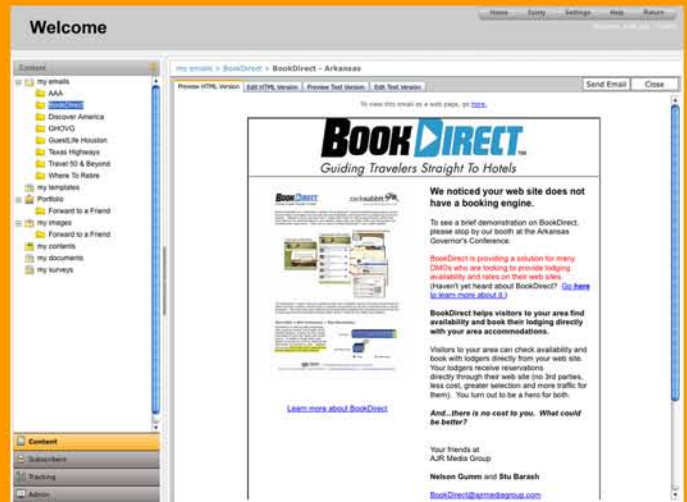 Home
Settings
Help
Return
Welcome
Content
my emails
AAA
BookDirect
Discover America
GHOVG
GuestLife Houston
Texas Highways
Travel 50 & Beyond
Where To Retire
my templates
Portfolio
Forward to a Friend
my images
Forward to a Friend
my contents
my documents
my surveys
Content
Subscribers
Tracking
Admin
my emails > BookDirect > BookDirect - Arkansas
Preview HTML Version
Edit HTML Version
Preview Text Version
Edit Text Version
Send Email
Close
To view this email as a web page, go here.
BOOK DIRECT™
Guiding Travelers Straight To Hotels
BOOK DIRECT
Learn more about BookDirect
We noticed your web site does not
have a booking engine.
To see a brief demonstration on BookDirect,
please stop by our booth at the Arkansas
Governor's Conference.
BookDirect is providing a solution for many
DMOs who are looking to provide lodging
availability and rates on their web sites.
(Haven't yet heard about BookDirect? Go here
to learn more about it.)
BookDirect helps visitors to your area find
availability and book their lodging directly
with your area accommodations.
Visitors to your area can check availability and
book with lodgers directly from your web site.
Your lodgers receive reservations
directly through their web site (no 3rd parties,
less cost, greater selection and more traffic for
them). You turn out to be a hero for both.
And...there is no cost to you. What could
be better?
Your friends at
AJR Media Group
Nelson Gumm and Stu Barash
BookDirect@ajrmediagroup.com